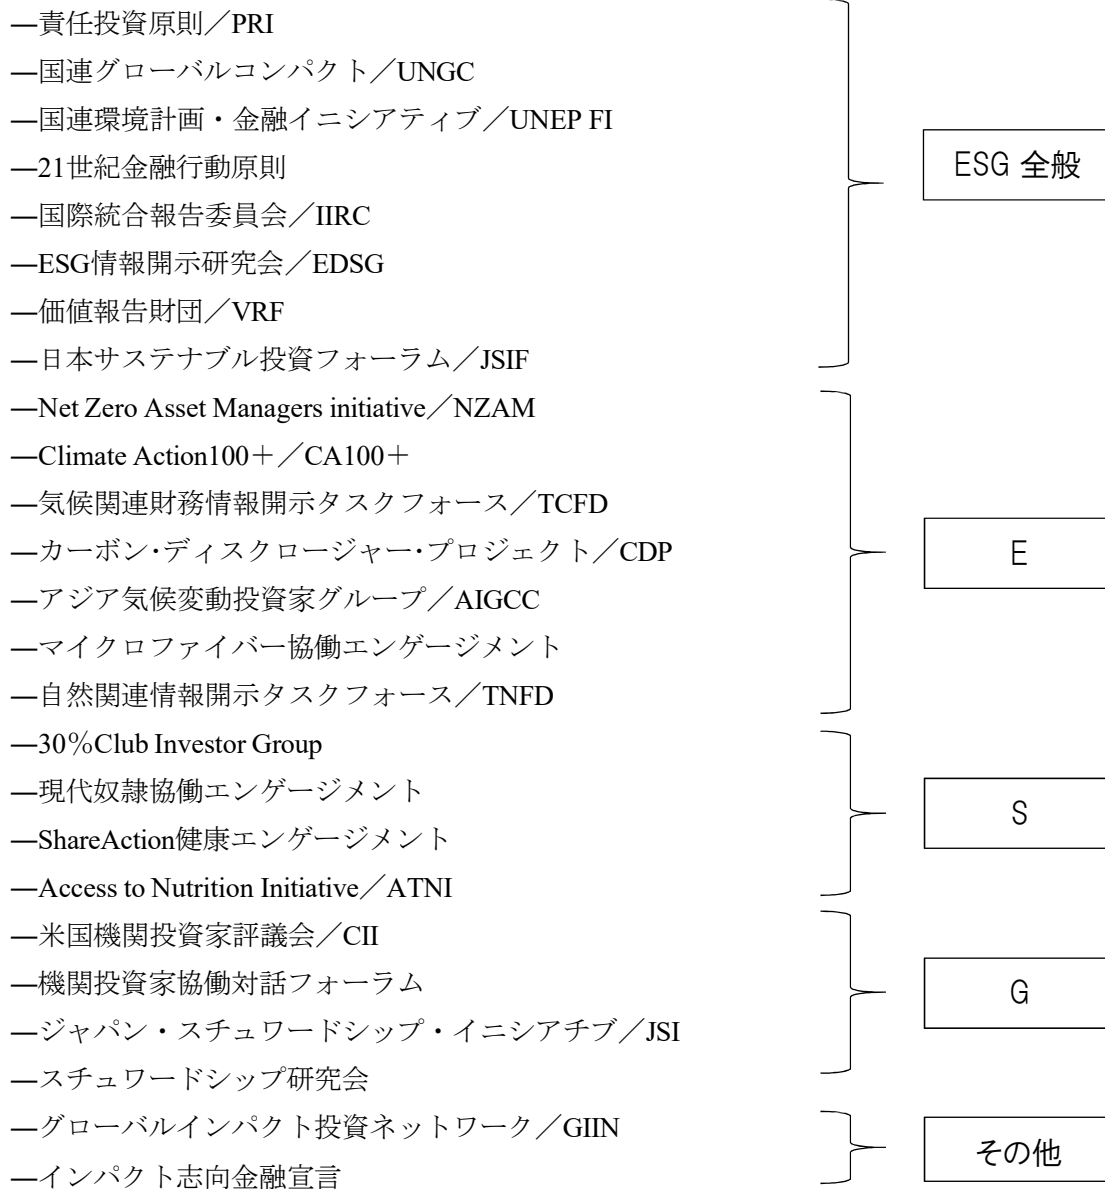 ―責任投資原則／PRI
―国連グローバルコンパクト／UNGC
―国連環境計画・金融イニシアティブ／UNEP FI
―21世紀金融行動原則
―国際統合報告委員会／IIRC
―ESG情報開示研究会／EDSG
―価値報告財団／VRF
―日本サステナブル投資フォーラム／JSIF
ESG 全般
―Net Zero Asset Managers initiative／NZAM
―Climate Action100＋／CA100＋
―気候関連財務情報開示タスクフォース／TCFD
―カーボン・ディスクロージャー・プロジェクト／CDP
―アジア気候変動投資家グループ／AIGCC
―マイクロファイバー協働エンゲージメント
―自然関連情報開示タスクフォース／TNFD
E
―30％Club Investor Group
―現代奴隷協働エンゲージメント
―ShareAction健康エンゲージメント
―Access to Nutrition Initiative／ATNI
S
―米国機関投資家評議会／CII
―機関投資家協働対話フォーラム
―ジャパン・スチュワードシップ・イニシアチブ／JSI
―スチュワードシップ研究会
G
―グローバルインパクト投資ネットワーク／GIIN
―インパクト志向金融宣言
その他